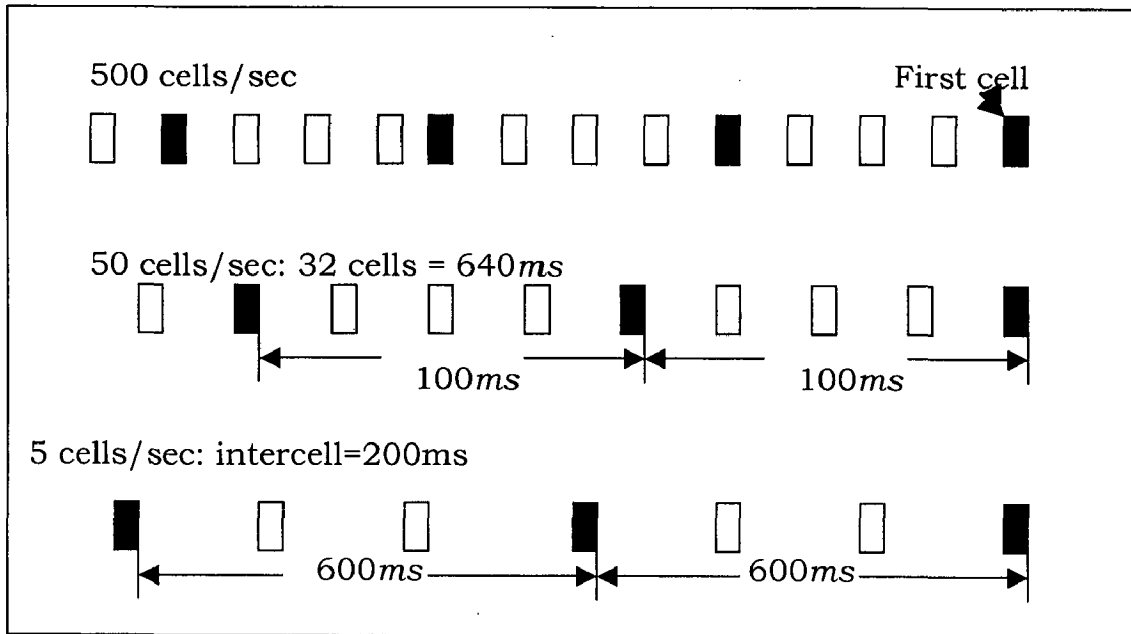 500 cells/sec
First cell
50 cells/sec: 32 cells = 640ms
100ms
100ms
5 cells/sec: intercell=200ms
600ms
600ms